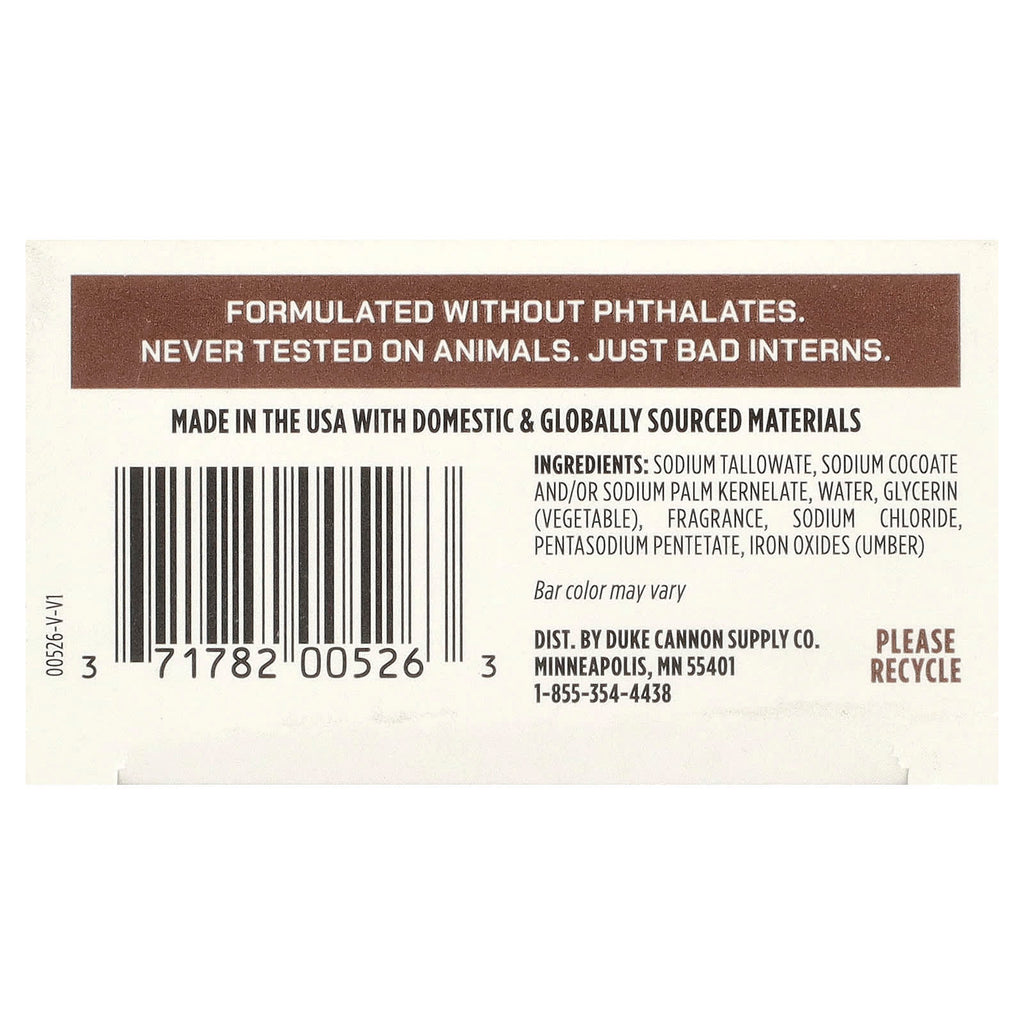 FORMULATED WITHOUT PHTHALATES.
NEVER TESTED ON ANIMALS. JUST BAD INTERNS.
MADE IN THE USA WITH DOMESTIC & GLOBALLY SOURCED MATERIALS
INGREDIENTS: SODIUM TALLOWATE, SODIUM COCOATE
AND/OR SODIUM PALM KERNELATE, WATER, GLYCERIN
(VEGETABLE), FRAGRANCE, SODIUM CHLORIDE,
PENTASODIUM PENTETATE, IRON OXIDES (UMBER)
Bar color may vary
DIST. BY DUKE CANNON SUPPLY CO.
MINNEAPOLIS, MN 55401
1-855-354-4438
PLEASE
RECYCLE
00526-V-V1
3 71782 00526 3